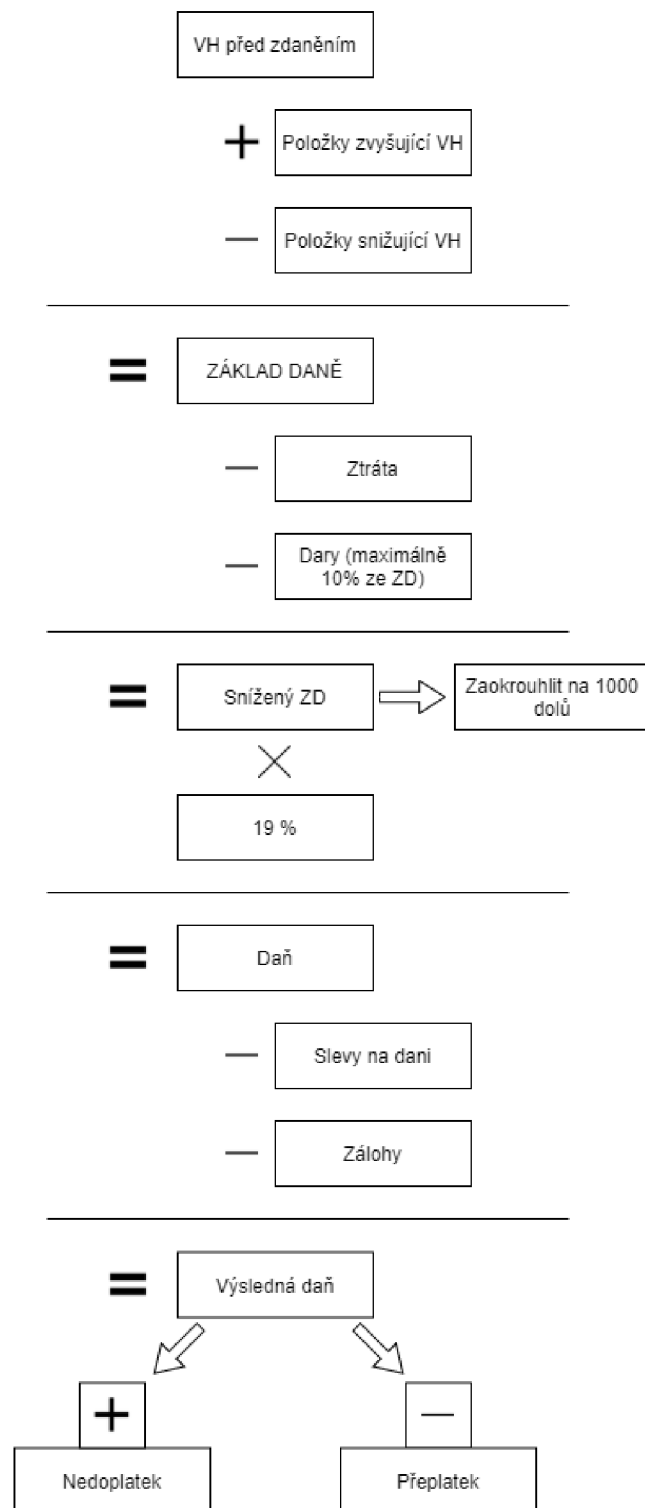 VH před zdaněním
+ Položky zvyšující VH
— Položky snižující VH
= ZÁKLAD DANĚ
— Ztráta
— Dary (maximálně
10% ze ZD)
= Snížený ZD
Zaokrouhlit na 1000
dolů
×
19 %
= Daň
— Slevy na dani
— Zálohy
= Výsledná daň
+
—
Nedoplatek
Přeplatek